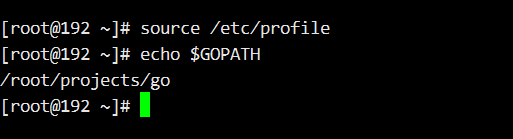 [root@192 ~]# source /etc/profile
[root@192 ~]# echo $GOPATH
/root/projects/go
[root@192 ~]#